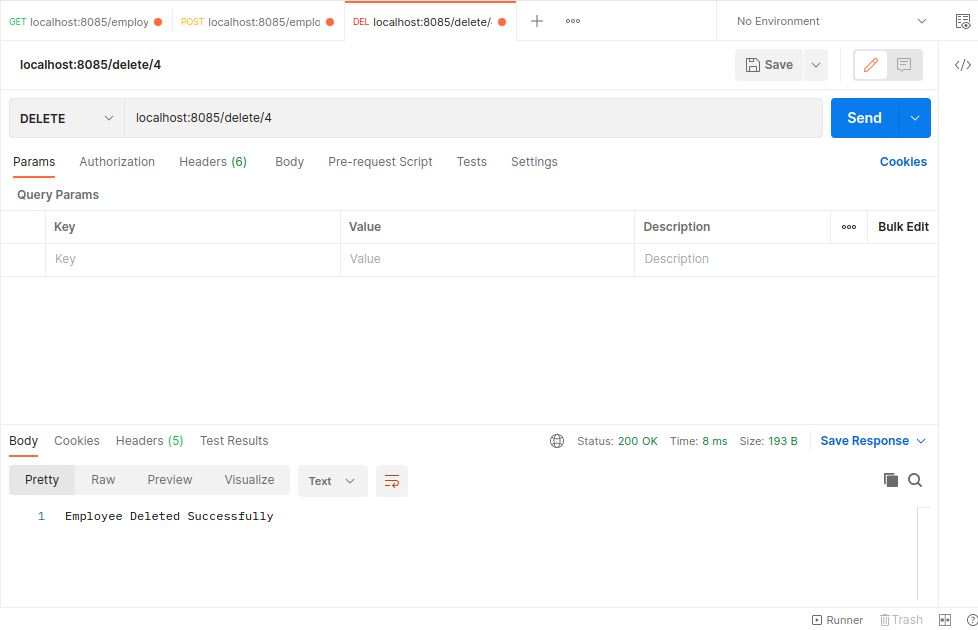 GET localhost:8085/employ POST localhost:8085/emplo DEL localhost:8085/delete/ No Environment
localhost:8085/delete/4 Save
DELETE localhost:8085/delete/4 Send
Params Authorization Headers (6) Body Pre-request Script Tests Settings Cookies
Query Params
Key Value Description Bulk Edit
Key Value Description
Body Cookies Headers (5) Test Results Status: 200 OK Time: 8 ms Size: 193 B Save Response
Pretty Raw Preview Visualize Text
1 Employee Deleted Successfully
Runner Trash